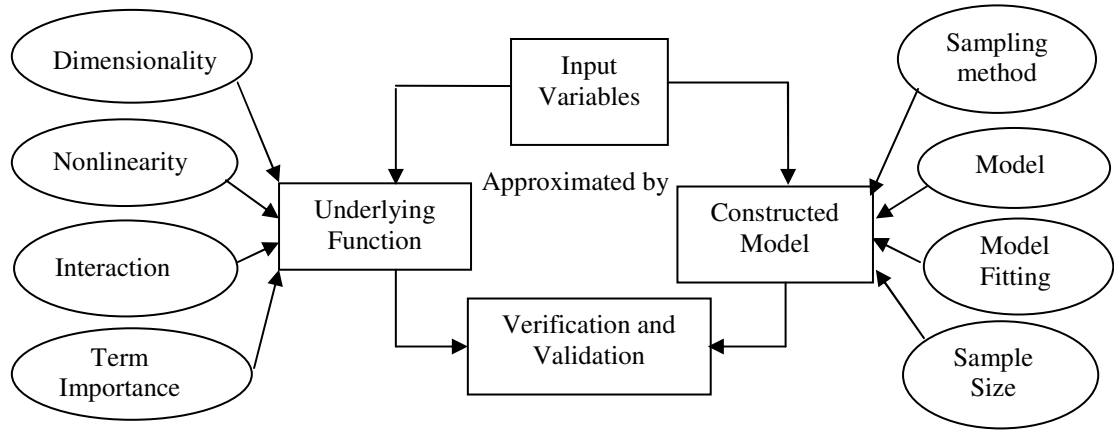 Dimensionality
Nonlinearity
Interaction
Term
Importance
Input
Variables
Underlying
Function
Approximated by
Constructed
Model
Verification and
Validation
Sampling
method
Model
Model
Fitting
Sample
Size